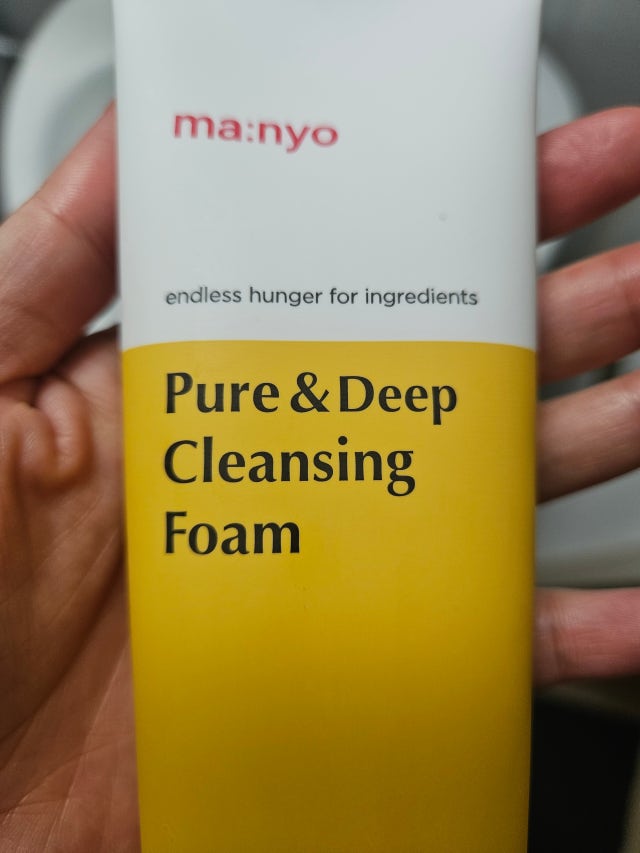 ma:nyo
endless hunger for ingredients
Pure & Deep
Cleansing
Foam